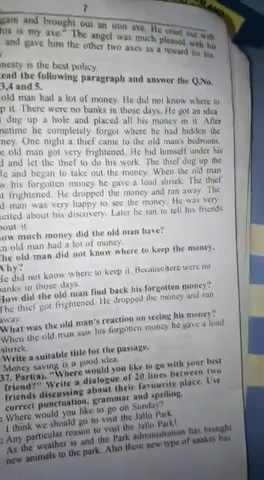 ?
again and brought out an iron axe. He cried out with
his is my axe." The angel was much pleased with his
and gave him the other two axes as a reward for his
nesty is the best policy.
ead the following paragraph and answer the Q.No.
3,4 and 5.
old man had a lot of money. He did not know where to
p it. There were no banks in those days. He got an idea
dug up a hole and placed all his money in it. After
metime he completely forgot where he had hidden the
ney. One night a thief came to the old man's bedroom.
e old man got very frightened. He hid himself under his
d and let the thief to do his work. The thief dug up the
le and began to take out the money. When the old man
w his forgotten money he gave a loud shriek. The thief
t frightened. He dropped the money and ran away. The
d man was very happy to see the money. He was very
cited about his discovery. Later he ran to tell his friends
bout it.
ow much money did the old man have?
n old man had a lot of money.
he old man did not know where to keep the money.
Why?
He did not know where to keep it. Because here were no
banks in those days.
How did the old man find back his forgotten money?
The thief got frightened. He dropped the money and ran
away.
What was the old man's reaction on seeing his money?
When the old man saw his forgotten money he gave a loud
shriek.
Write a suitable title for the passage.
Money saving is a good idea.
37. Part(a). "Where would you like to go with your best
friend?" Write a dialogue of 20 lines between two
friends discussing about their favourite place. Use
correct punctuation, grammar and spelling.
: Where would you like to go on Sunday?
I think we should go to visit the Jallo Park.
: Any particular reason to visit the Jallo Park!
As the weather is and the Park administration has brought
new animals to the park. Also there new type of snakes has